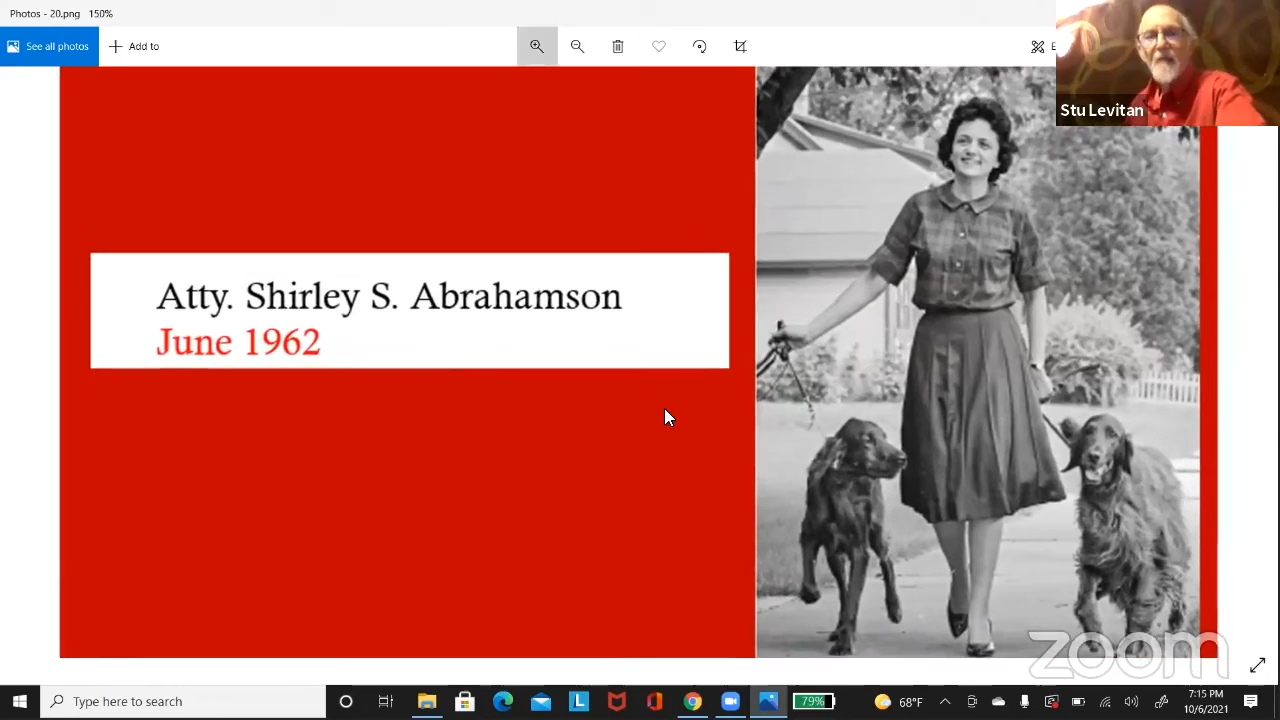 Photos - 20.png 150%
See all photos
Add to
Stu Levitan
Atty. Shirley S. Abrahamson
June 1962
zoom
Type here to search
L
79%
68°F
7:15 PM
10/6/2021